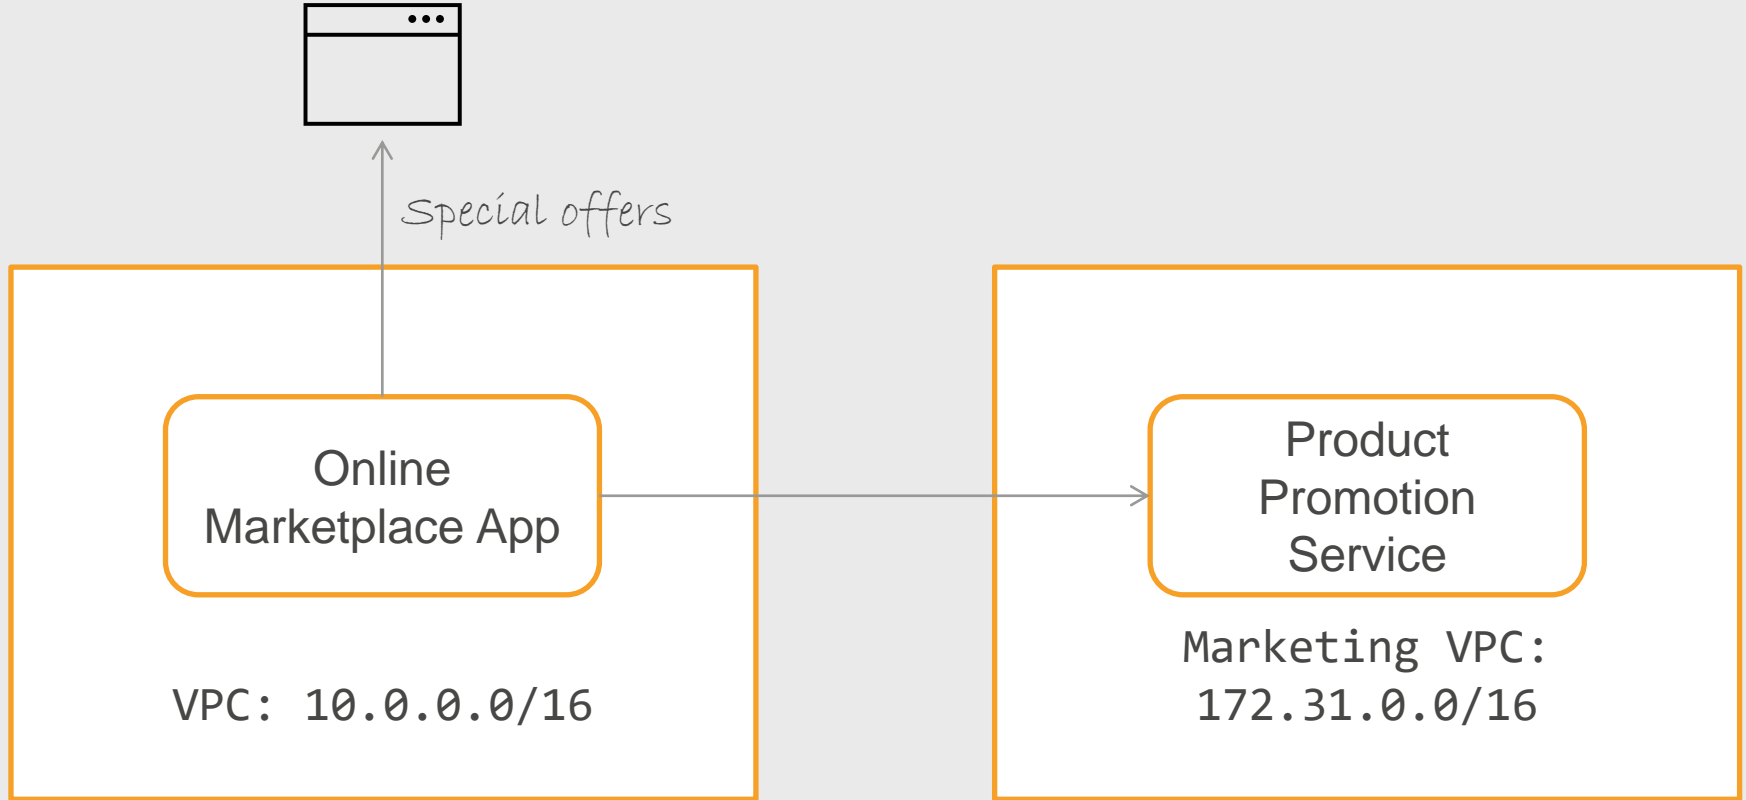 Special offers
Online
Marketplace App
VPC: 10.0.0.0/16
Product
Promotion
Service
Marketing VPC:
172.31.0.0/16